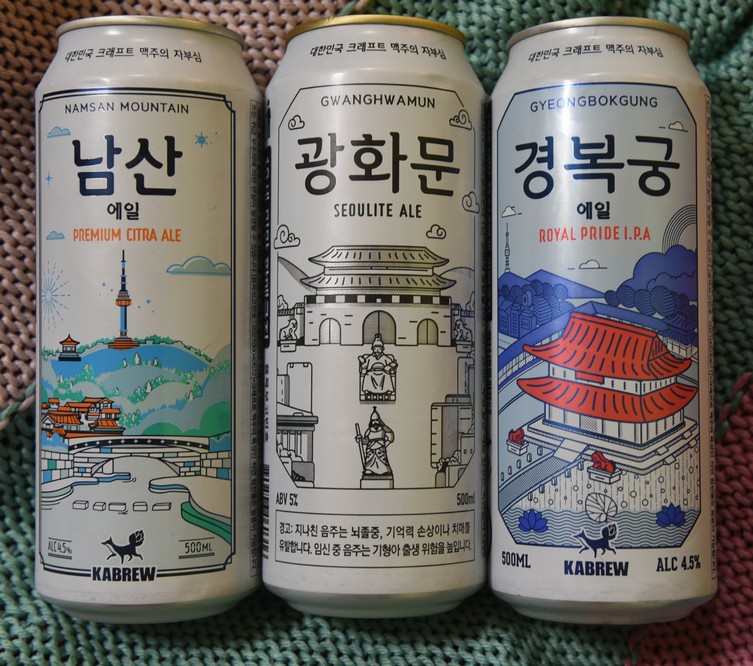 대한민국 크래프트 맥주의 자부심
NAMSAN MOUNTAIN
남산
에일
PREMIUM CITRA ALE
ALC 4.5%
500ML
KABREW
대한민국 크래프트 맥주의 자부심
GWANGHWAMUN
광화문
SEOULITE ALE
ABV 5%
500ml
경고: 지나친 음주는 뇌졸중, 기억력 손상이나 치매를
유발합니다. 임신 중 음주는 기형아 출생 위험을 높입니다.
대한민국 크래프트 맥주의 자부심
GYEONGBOKGUNG
경복궁
에일
ROYAL PRIDE I.P.A
500ML
KABREW
ALC 4.5%